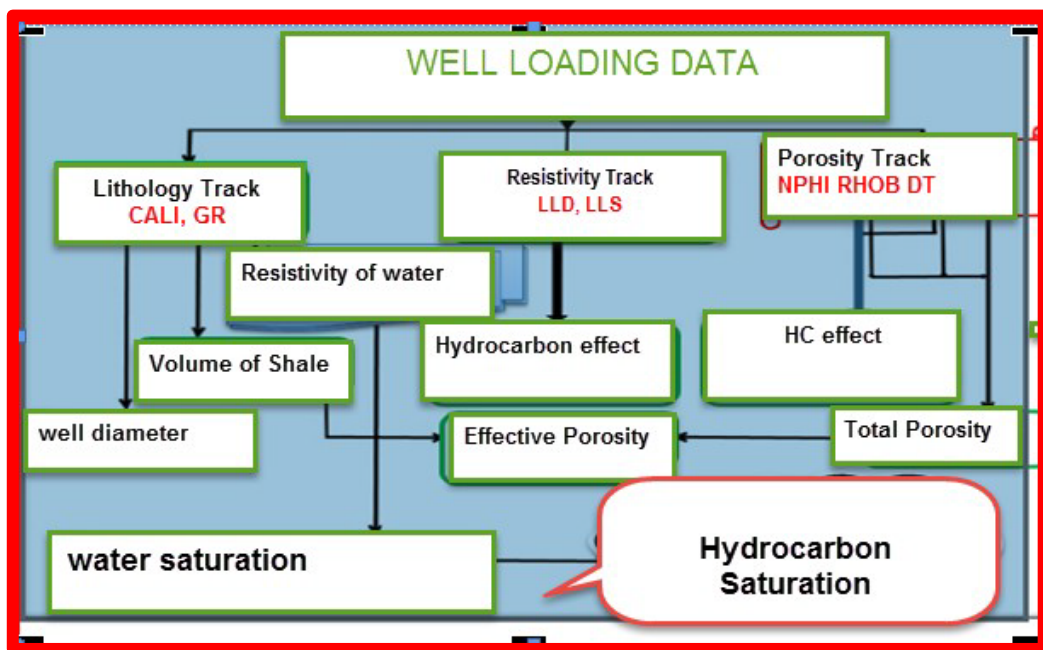 WELL LOADING DATA
Lithology Track
CALI, GR
Resistivity Track
LLD, LLS
Porosity Track
NPHI RHOB DT
Resistivity of water
Volume of Shale
Hydrocarbon effect
HC effect
well diameter
Effective Porosity
Total Porosity
water saturation
Hydrocarbon
Saturation